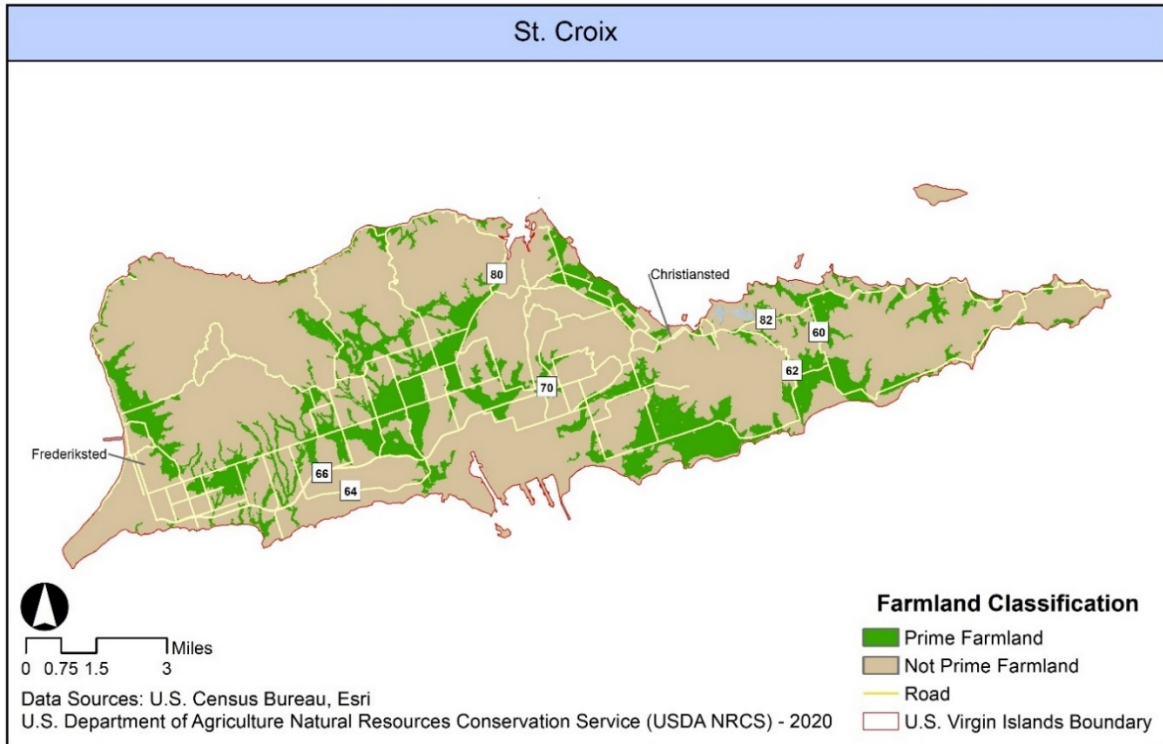 St. Croix
80
Christiansted
82
60
62
70
Frederiksted
66
64
Farmland Classification
Prime Farmland
Not Prime Farmland
Road
U.S. Virgin Islands Boundary
Miles
0 0.75 1.5 3
Data Sources: U.S. Census Bureau, Esri
U.S. Department of Agriculture Natural Resources Conservation Service (USDA NRCS) - 2020